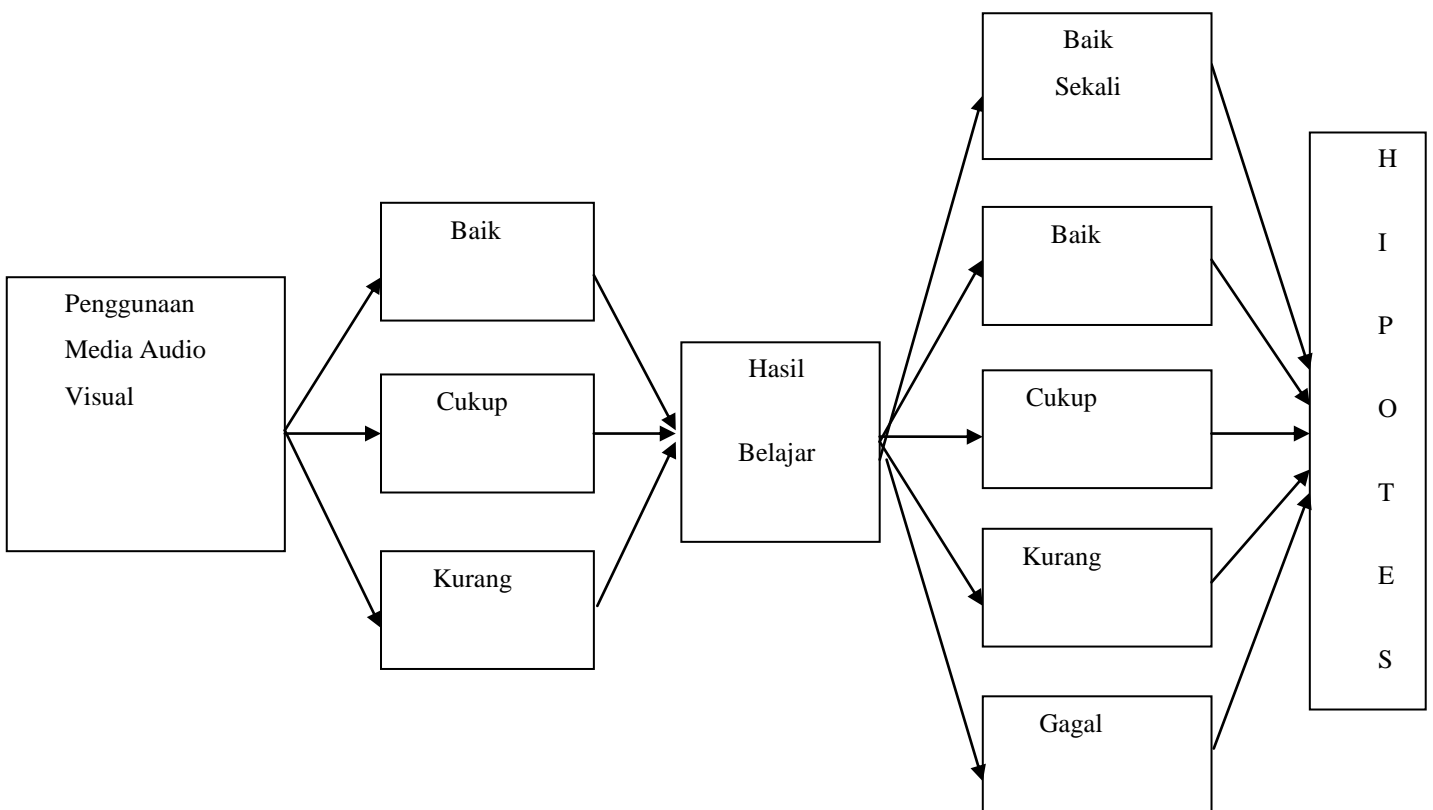 Penggunaan
Media Audio
Visual
Baik
Cukup
Kurang
Hasil
Belajar
Baik
Sekali
Baik
Cukup
Kurang
Gagal
H
I
P
O
T
E
S